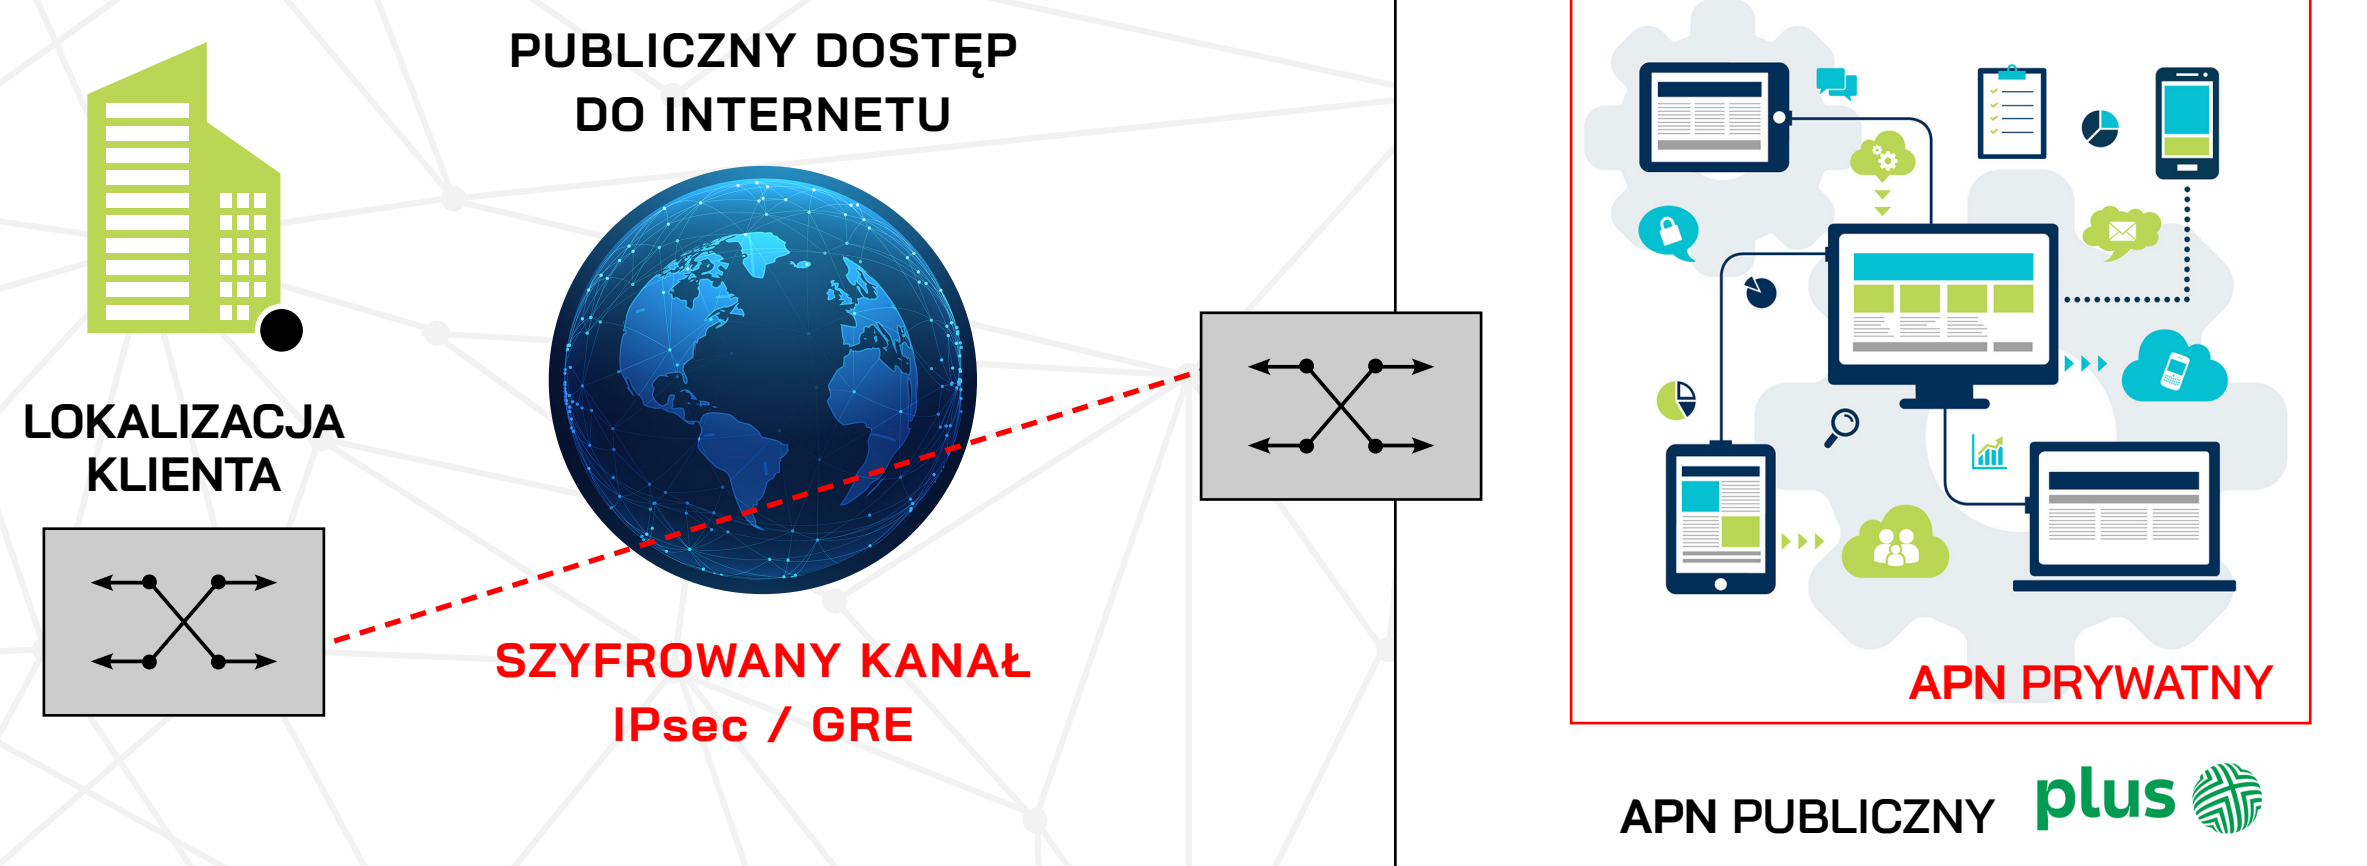 PUBLICZNY DOSTĘP
DO INTERNETU
LOKALIZACJA
KLIENTA
SZYFROWANY KANAŁ
IPsec / GRE
APN PRYWATNY
APN PUBLICZNY
plus